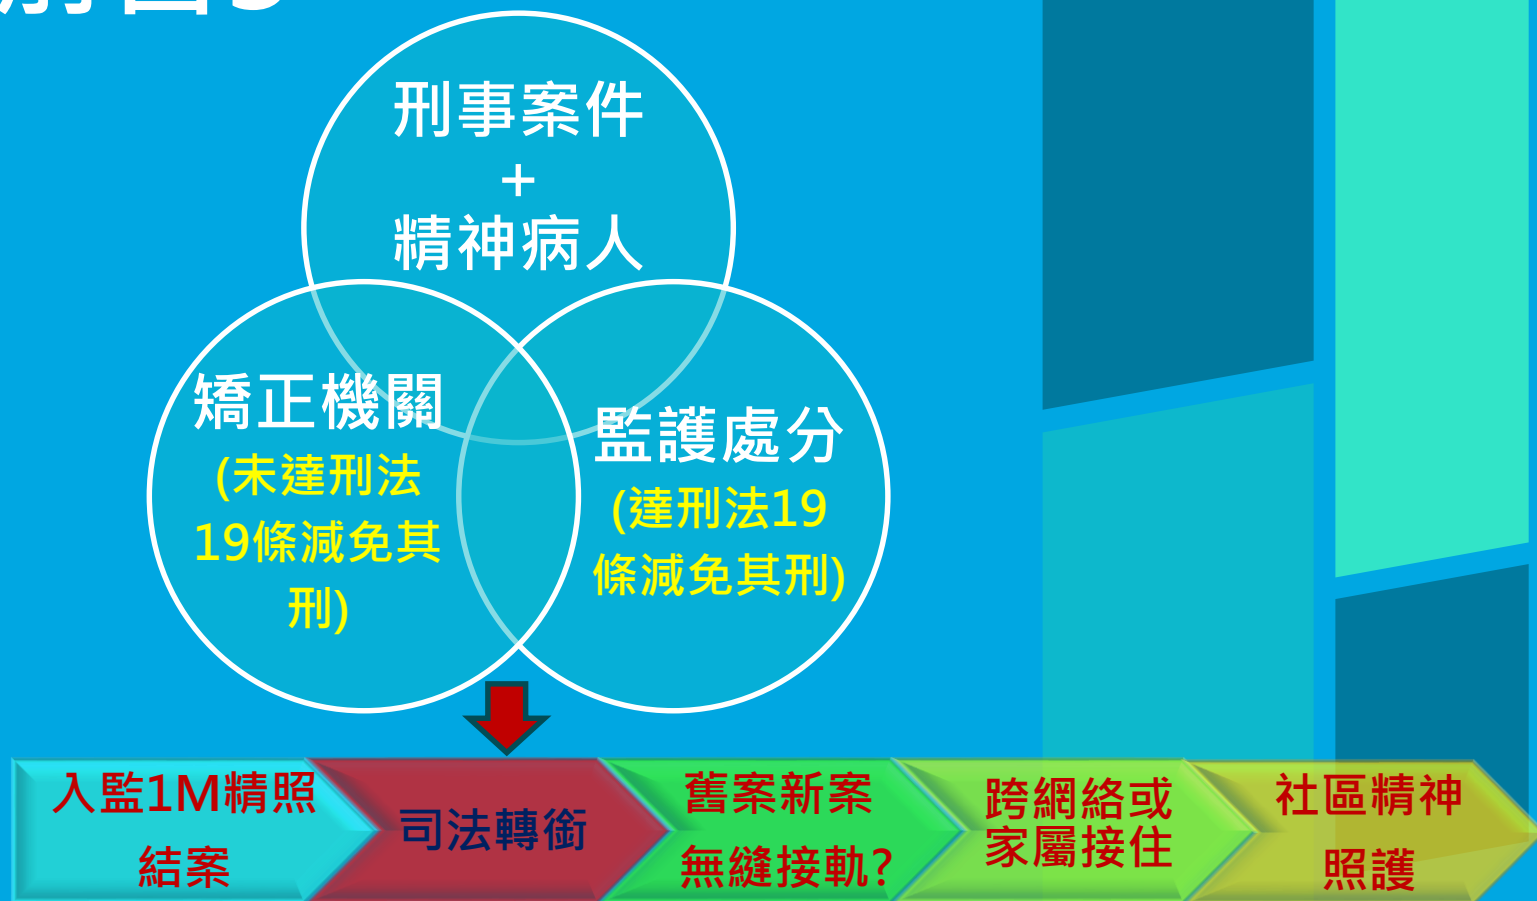 刑事案件
+
精神病人
矯正機關
(未達刑法
19條減免其
刑)
監護處分
(達刑法19
條減免其刑)
入監1M精照
結案
司法轉銜
舊案新案
無縫接軌?
跨網絡或
家屬接住
社區精神
照護